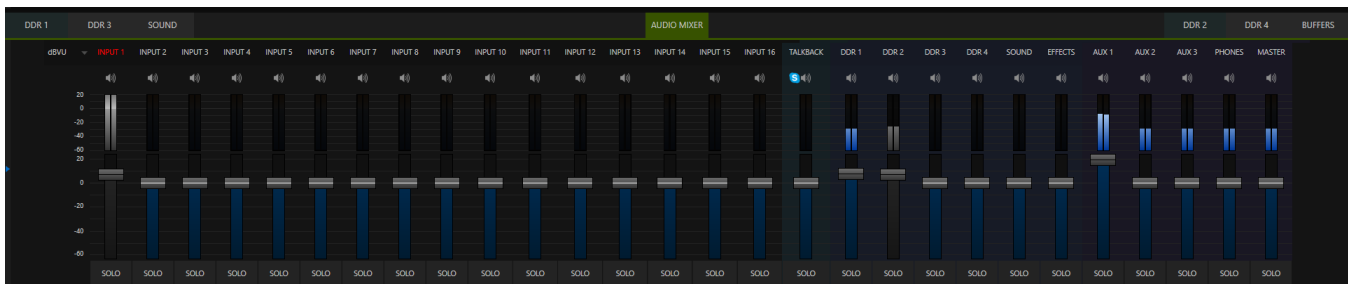 DDR 1 DDR 3 SOUND AUDIO MIXER DDR 2 DDR 4 BUFFERS
dBVU INPUT 1 INPUT 2 INPUT 3 INPUT 4 INPUT 5 INPUT 6 INPUT 7 INPUT 8 INPUT 9 INPUT 10 INPUT 11 INPUT 12 INPUT 13 INPUT 14 INPUT 15 INPUT 16 TALKBACK DDR 1 DDR 2 DDR 3 DDR 4 SOUND EFFECTS AUX 1 AUX 2 AUX 3 PHONES MASTER
S
20
0
-20
-40
-60
20
0
-20
-40
-60
SOLO SOLO SOLO SOLO SOLO SOLO SOLO SOLO SOLO SOLO SOLO SOLO SOLO SOLO SOLO SOLO SOLO SOLO SOLO SOLO SOLO SOLO SOLO SOLO SOLO SOLO SOLO SOLO